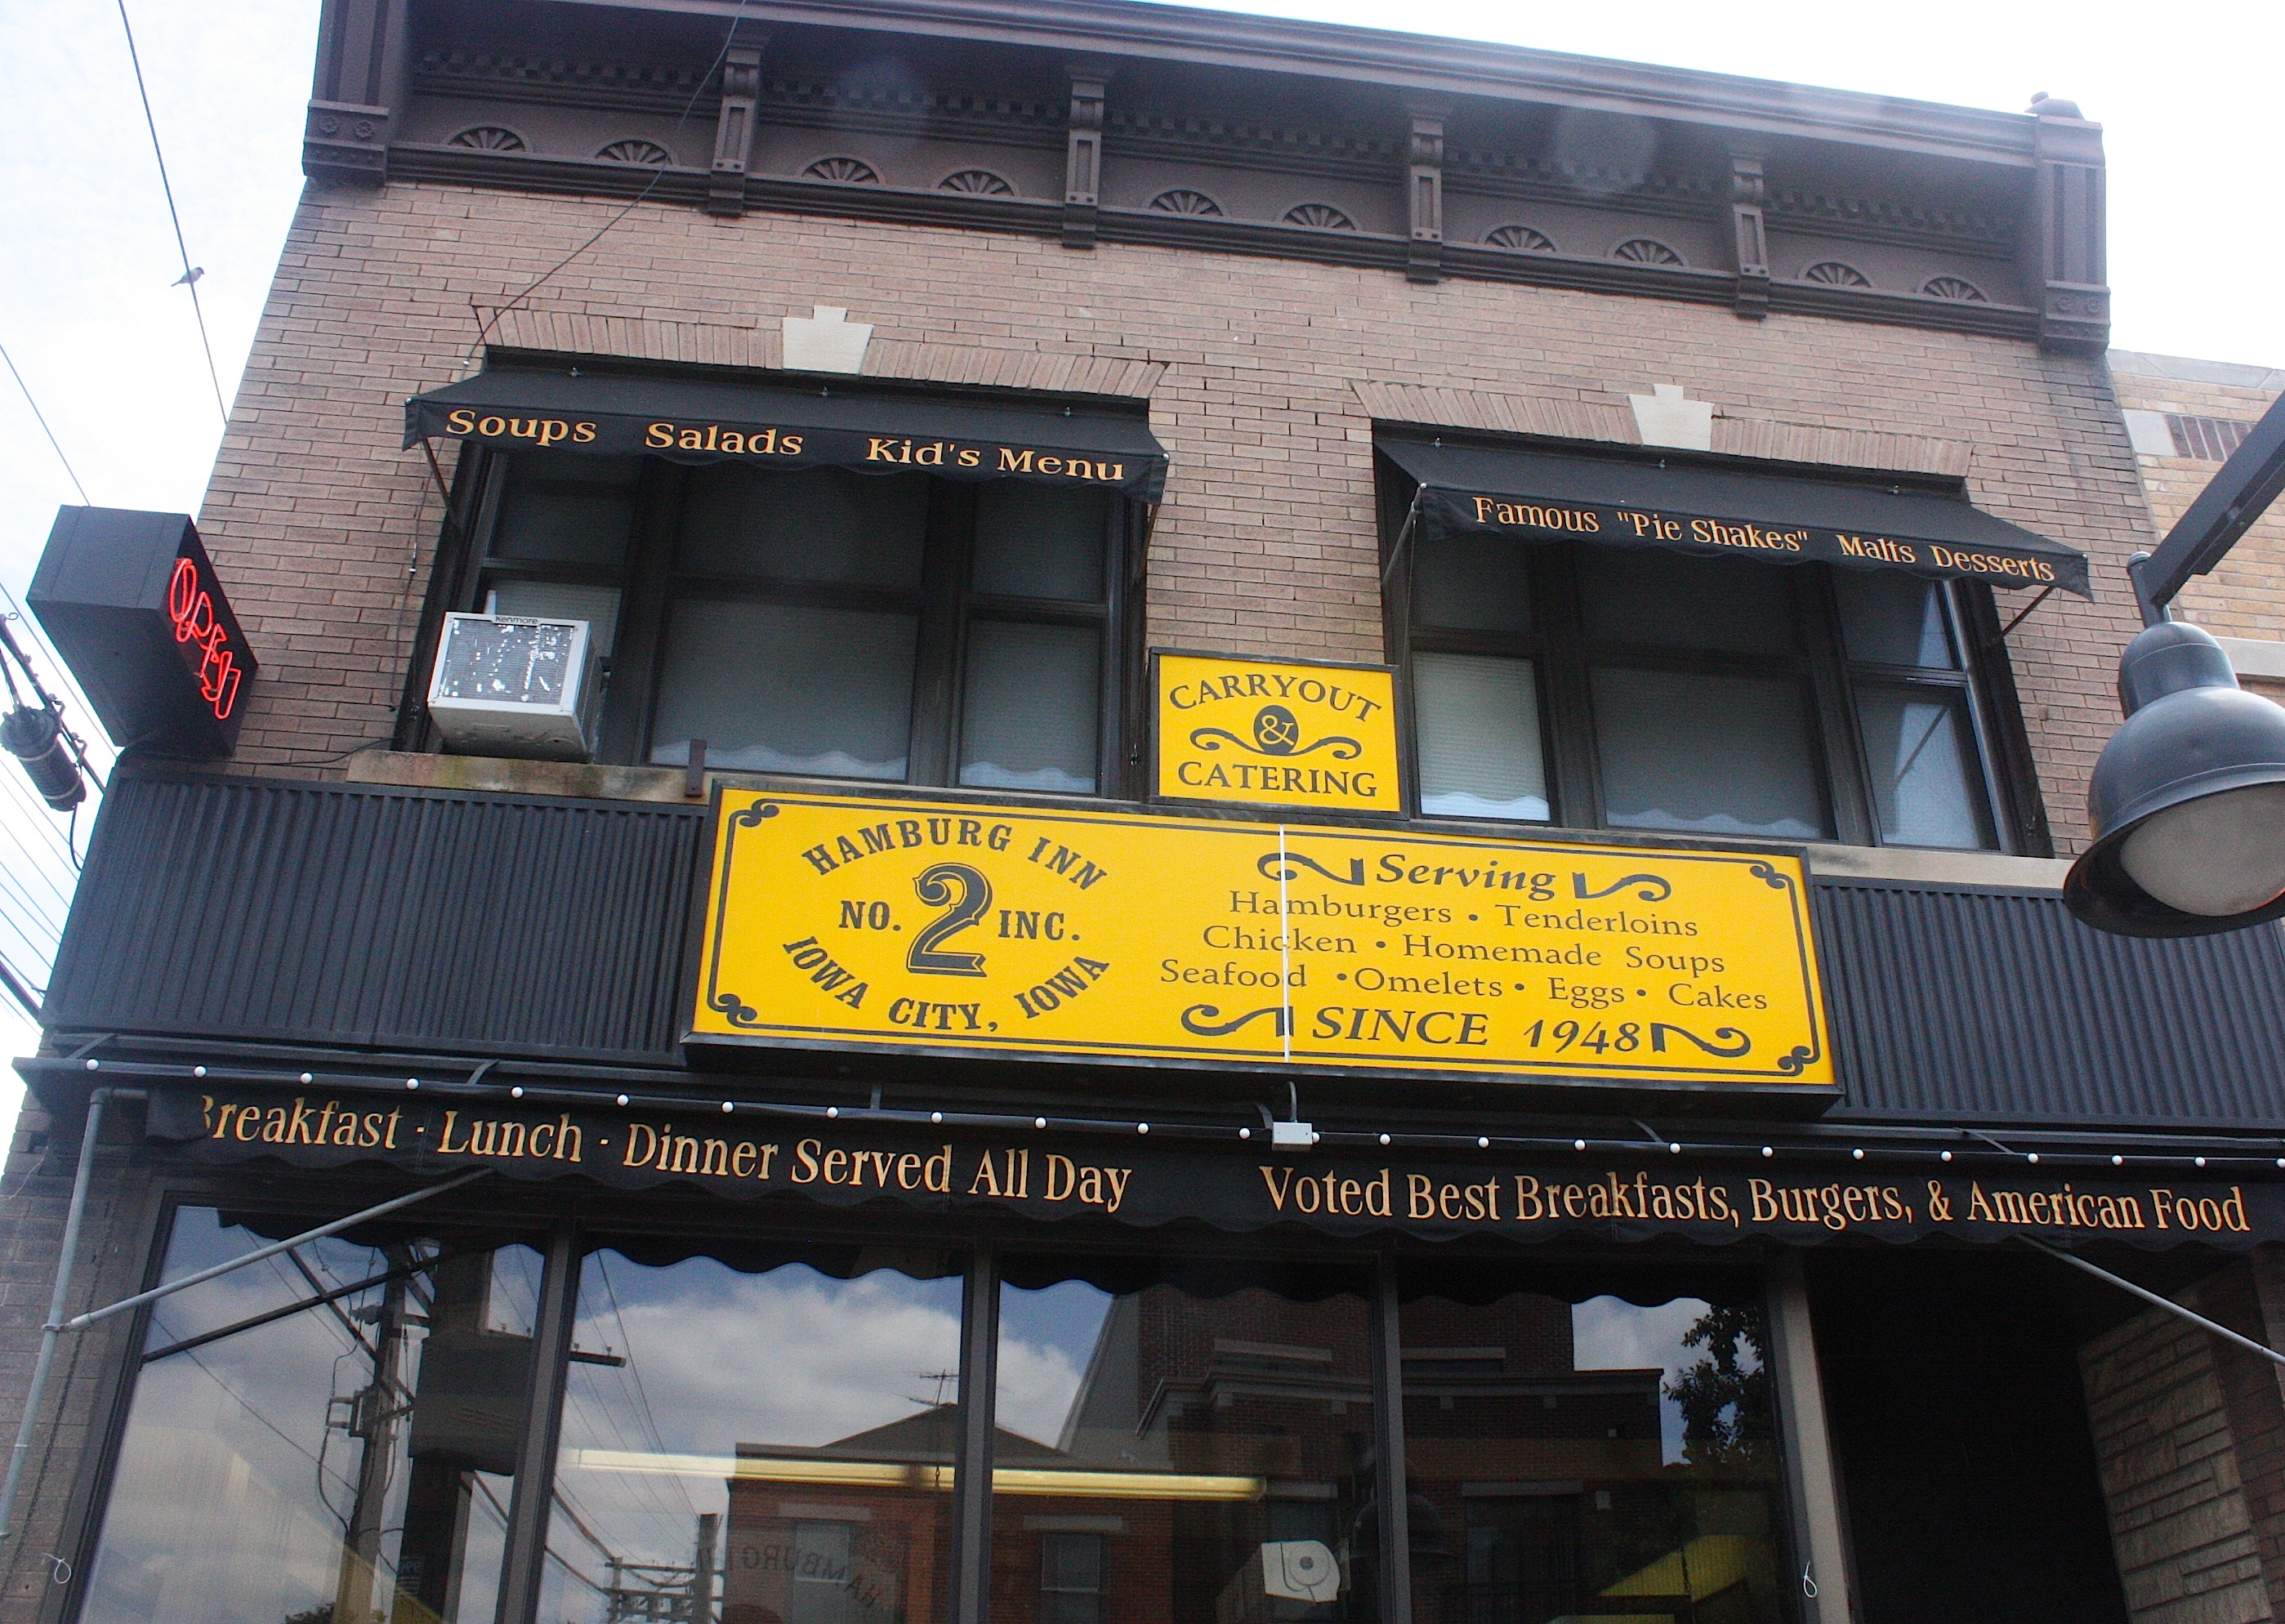 Soups Salads Kid's Menu
Famous "Pie Shakes" Malts Desserts
OPEN
Kenmore
CARRYOUT
&
CATERING
HAMBURG INN
NO. 2 INC.
IOWA CITY, IOWA
Serving
Hamburgers • Tenderloins
Chicken • Homemade Soups
Seafood • Omelets • Eggs • Cakes
SINCE 1948
Breakfast - Lunch - Dinner Served All Day
Voted Best Breakfasts, Burgers, & American Food